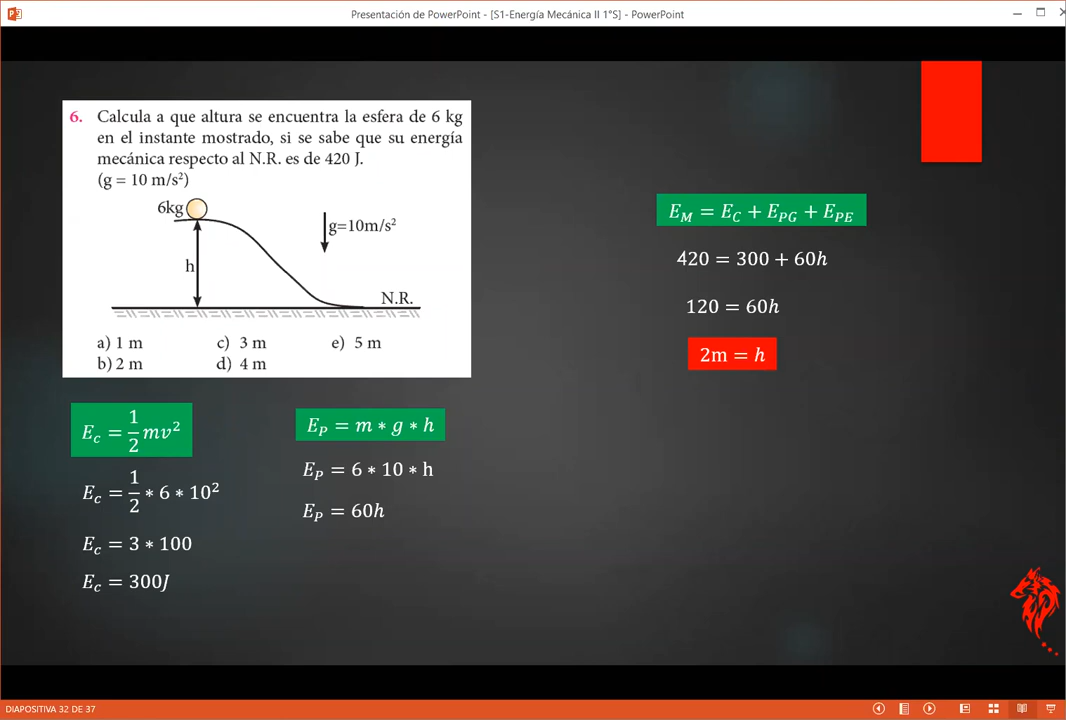 Presentación de PowerPoint - [S1-Energía Mecánica II 1°S] - PowerPoint
6. Calcula a que altura se encuentra la esfera de 6 kg
en el instante mostrado, si se sabe que su energía
mecánica respecto al N.R. es de 420 J.
(g = 10 m/s²)
6kg
g=10m/s²
h
N.R.
a) 1 m c) 3 m e) 5 m
b) 2 m d) 4 m
E_M = E_C + E_PG + E_PE
420 = 300 + 60h
120 = 60h
2m = h
E_c = 1/2 mv²
E_c = 1/2 * 6 * 10²
E_c = 3 * 100
E_c = 300J
E_P = m * g * h
E_P = 6 * 10 * h
E_P = 60h
DIAPOSITIVA 32 DE 37